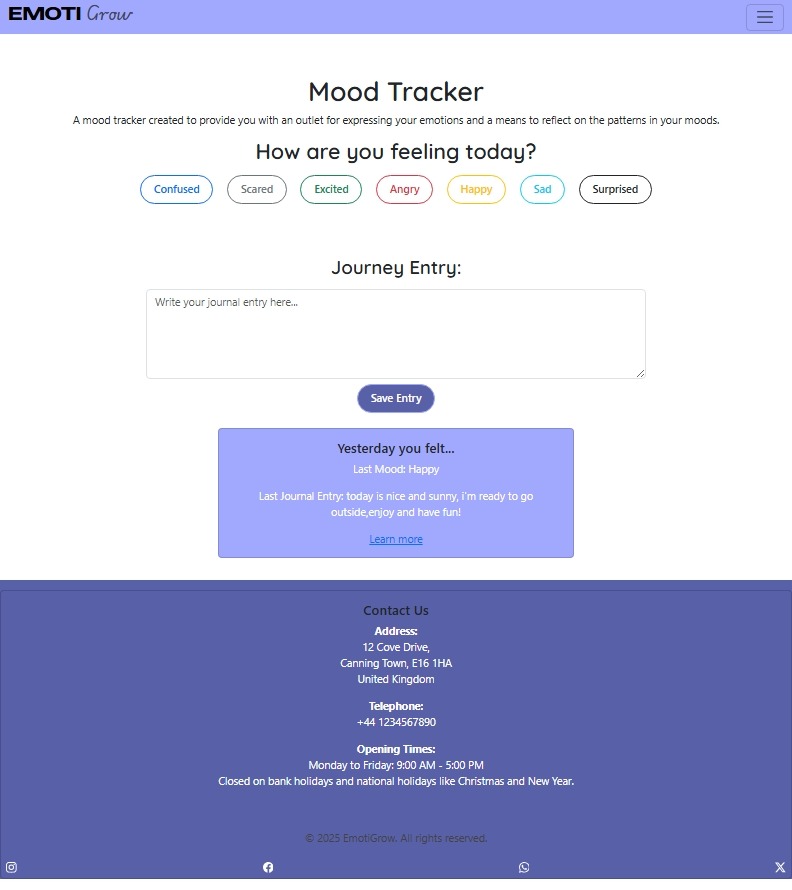 EMOTI Grow
Mood Tracker
A mood tracker created to provide you with an outlet for expressing your emotions and a means to reflect on the patterns in your moods.
How are you feeling today?
Confused Scared Excited Angry Happy Sad Surprised
Journey Entry:
Write your journal entry here...
Save Entry
Yesterday you felt...
Last Mood: Happy
Last Journal Entry: today is nice and sunny, i'm ready to go
outside,enjoy and have fun!
Learn more
Contact Us
Address:
12 Cove Drive,
Canning Town, E16 1HA
United Kingdom
Telephone:
+44 1234567890
Opening Times:
Monday to Friday: 9:00 AM - 5:00 PM
Closed on bank holidays and national holidays like Christmas and New Year.
© 2025 EmotiGrow. All rights reserved.